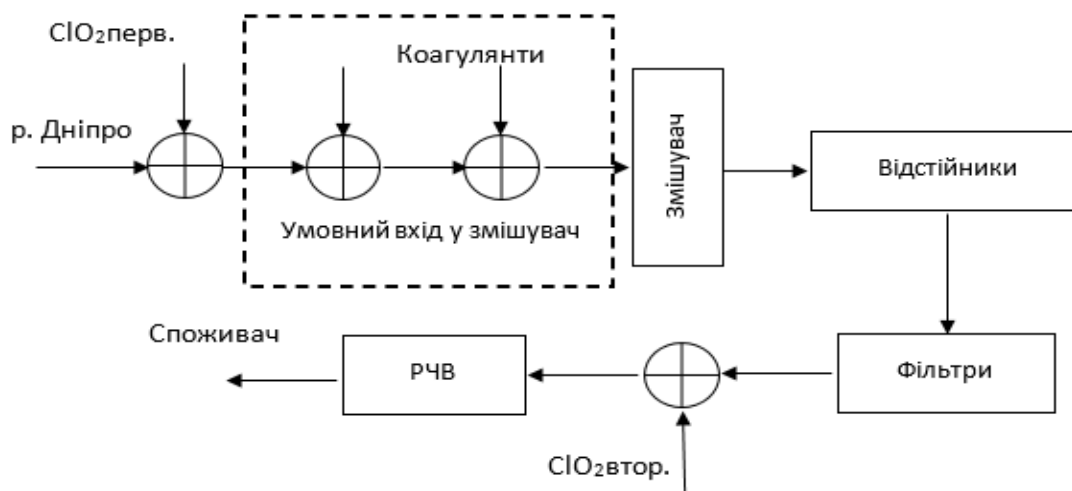 ClO₂перв.
Коагулянти
р. Дніпро
Змішувач
Відстійники
Умовний вхід у змішувач
Споживач
РЧВ
Фільтри
ClO₂втор.